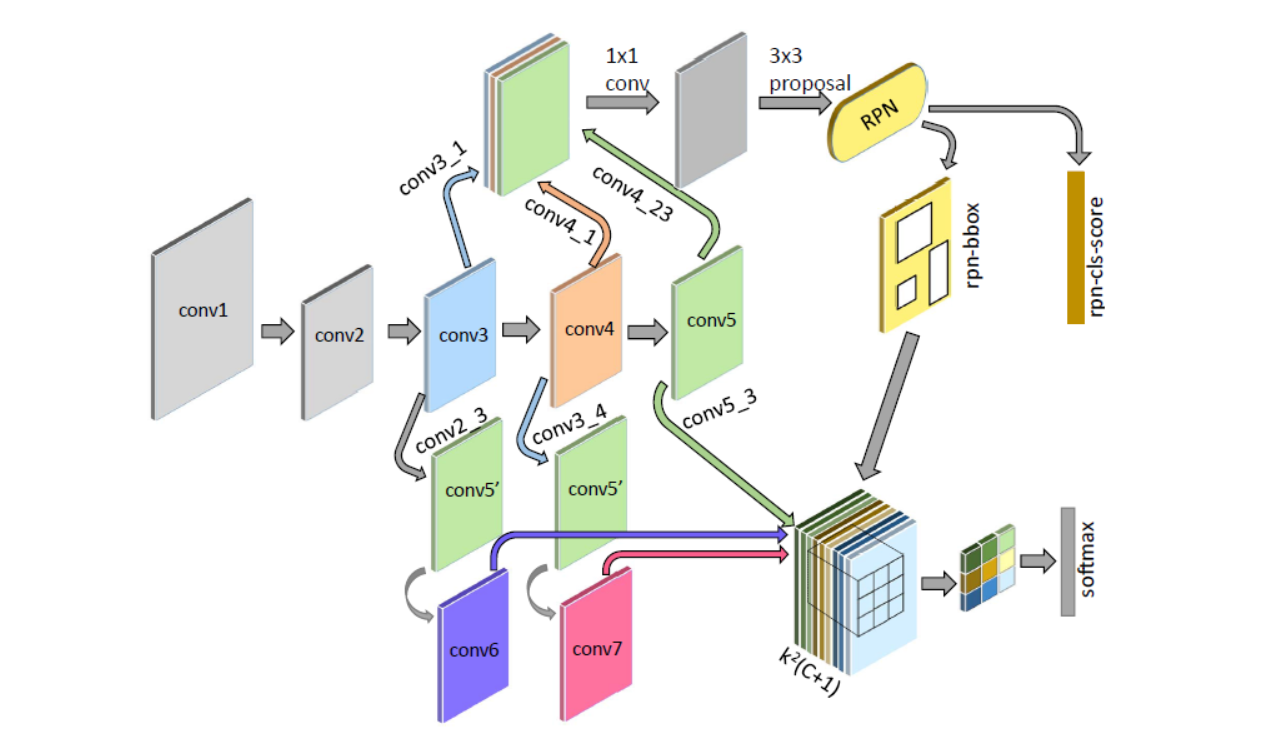 1x1
conv
3x3
proposal
RPN
conv3_1
conv4_1
conv4_23
rpn-bbox
rpn-cls-score
conv1
conv2
conv3
conv4
conv5
conv2_3
conv3_4
conv5_3
conv5’
conv5’
conv6
conv7
k²(C+1)
softmax